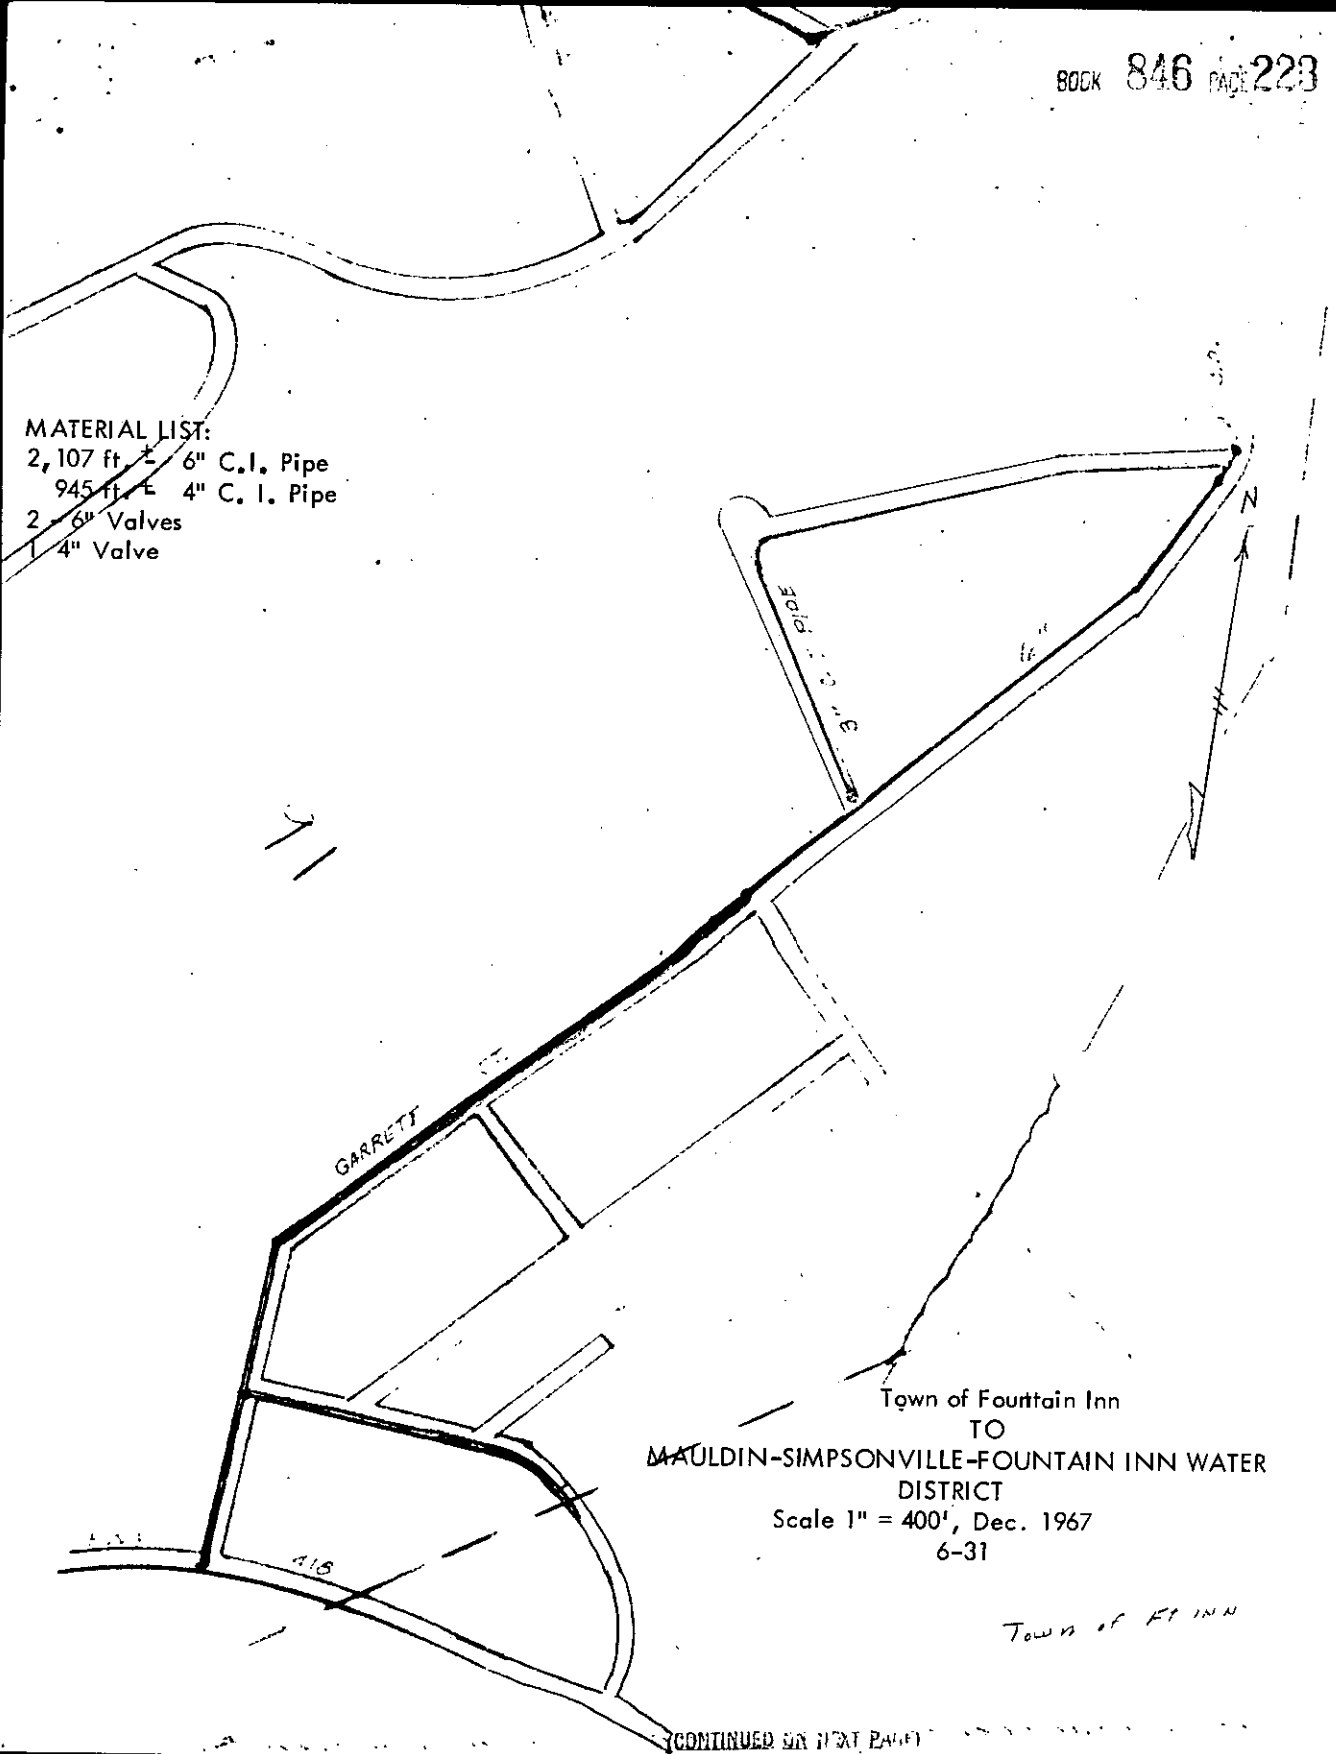 BOOK 846 PAGE 223
MATERIAL LIST:
2,107 ft. ± 6" C.I. Pipe
945 ft. ± 4" C. I. Pipe
2 - 6" Valves
1 4" Valve
N
3" C.I. PIPE
GARRETT ST.
418
Town of Fountain Inn
TO
MAULDIN-SIMPSONVILLE-FOUNTAIN INN WATER
DISTRICT
Scale 1" = 400', Dec. 1967
6-31
Town of Ft INN
(CONTINUED ON NEXT PAGE)